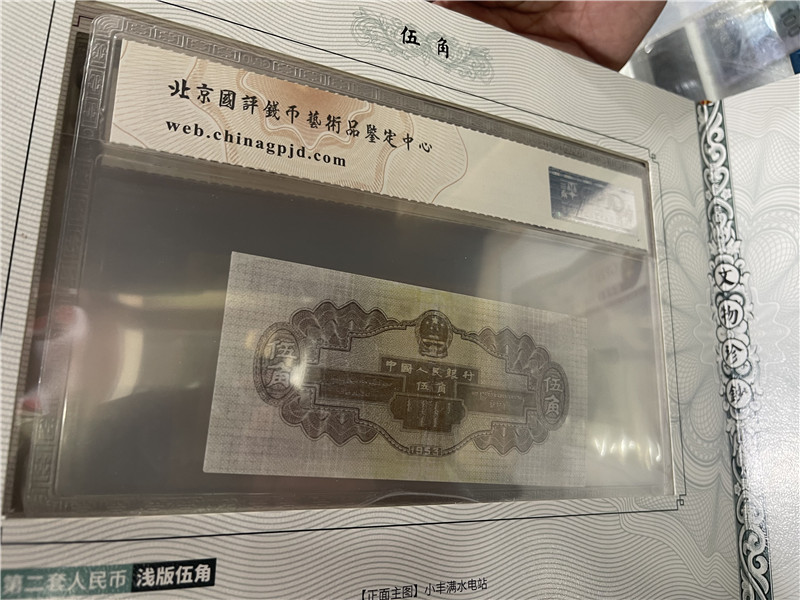 伍角
北京國評錢币藝術品鑒定中心
web.chinagpjd.com
伍角
中國人民銀行
伍角
伍角
1953
文物珍鈔
第二套人民币 浅版伍角
【正面主图】小丰满水电站